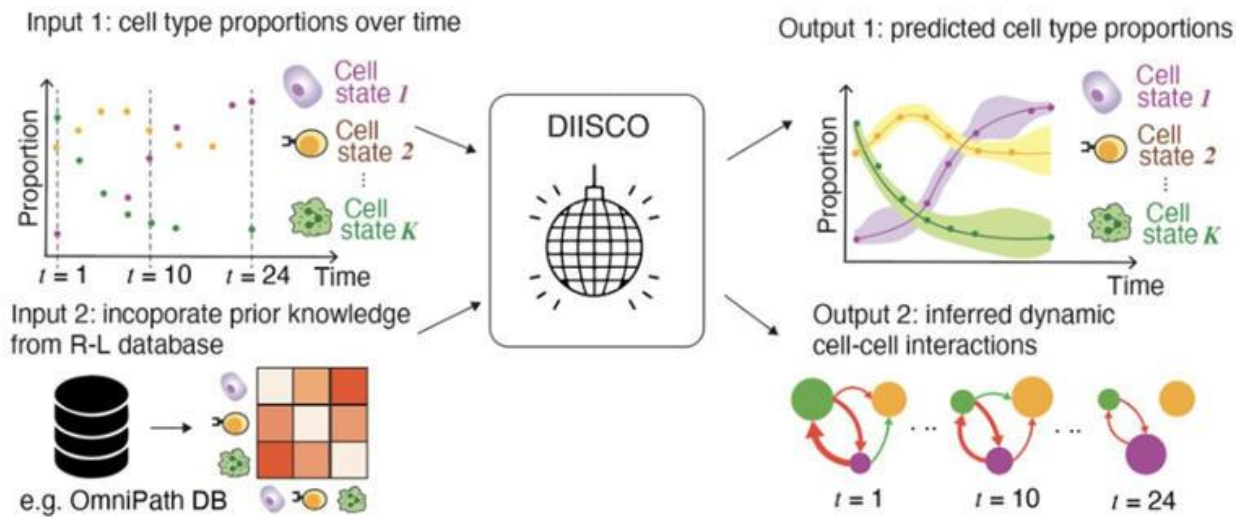 Input 1: cell type proportions over time
Proportion
Cell
state 1
Cell
state 2
⋮
Cell
state K
t = 1
t = 10
t = 24
Time
Input 2: incoporate prior knowledge
from R-L database
e.g. OmniPath DB
DIISCO
Output 1: predicted cell type proportions
Proportion
Cell
state 1
Cell
state 2
⋮
Cell
state K
Time
Output 2: inferred dynamic
cell-cell interactions
. .
. .
t = 1
t = 10
t = 24